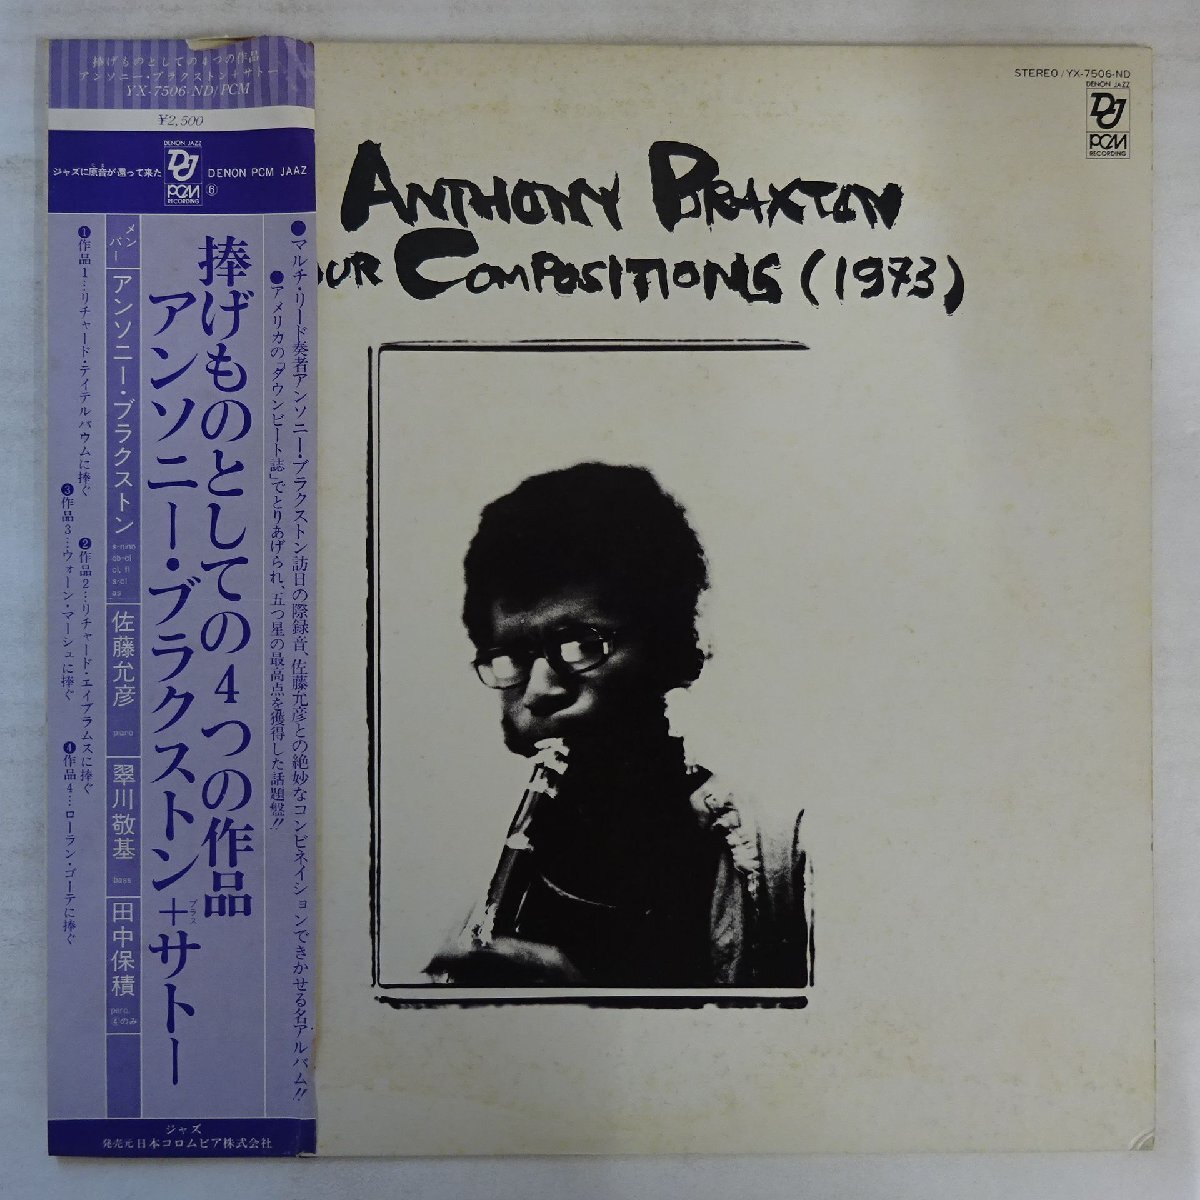 捧げものとしての4つの作品
アンソニー・ブラクストン+サトー
YX-7506-ND/PCM
¥2,500
ジャズに原音が還って来た
DENON JAZZ
DJ
PCM
RECORDING
DENON PCM JAAZ
⑥
●マルチ・リード奏者アンソニー・ブラクストン訪日の際録音、佐藤允彦との絶妙なコンビネイションできかせる名アルバム!!
●アメリカの「ダウンビート誌」でとりあげられ、五つ星の最高点を獲得した話題盤!!
捧げものとしての4つの作品
アンソニー・ブラクストン+サトー
プラス
メンバー
アンソニー・ブラクストン
佐藤允彦
piano
翠川敬基
bass
田中保積
perc.
4のみ
❶作品1…リチャード・テイテルバウムに捧ぐ
❷作品2…リチャード・エイブラムスに捧ぐ
❸作品3…ウォーン・マーシュに捧ぐ
❹作品4…ローラン・ゴーデに捧ぐ
ジャズ
発売元日本コロムビア株式会社
STEREO/YX-7506-ND
DENON JAZZ
DJ
PCM
RECORDING
ANTHONY BRAXTON
OUR COMPOSITIONS (1973)